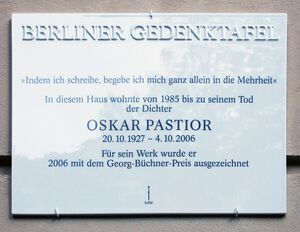 BERLINER GEDENKTAFEL
»Indem ich schreibe, begebe ich mich ganz allein in die Mehrheit«
In diesem Haus wohnte von 1985 bis zu seinem Tod
der Dichter
OSKAR PASTIOR
20.10.1927 – 4.10.2006
Für sein Werk wurde er
2006 mit dem Georg-Büchner-Preis ausgezeichnet
KPM